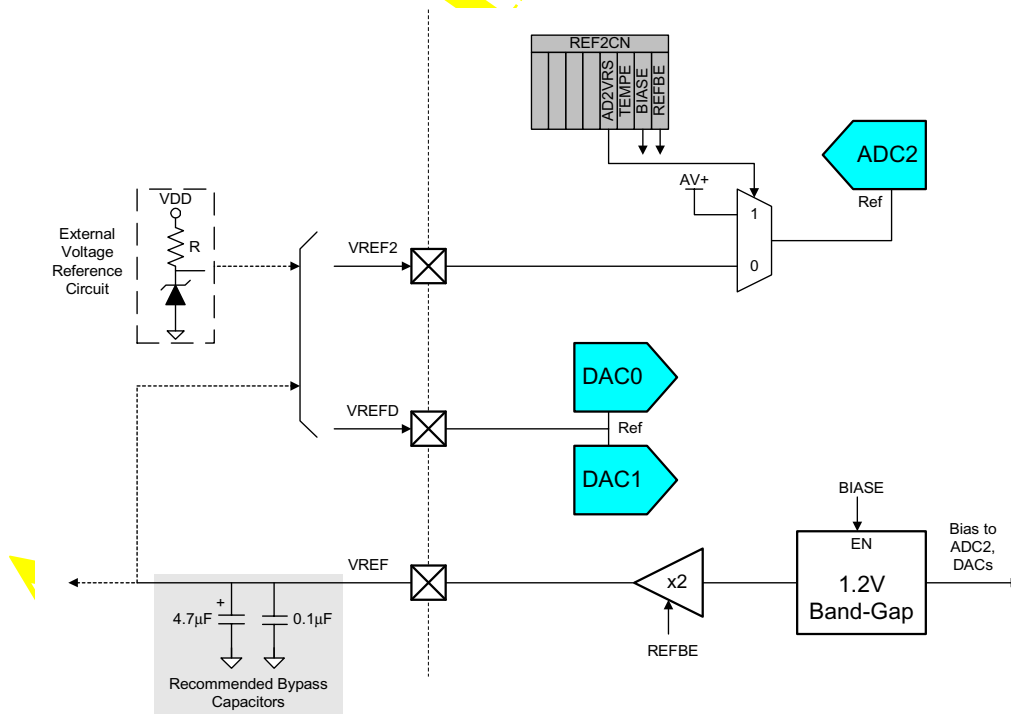 REF2CN
AD2VRS
TEMPE
BIASE
REFBE
ADC2
Ref
AV+
1
0
VDD
R
External
Voltage
Reference
Circuit
VREF2
DAC0
VREFD
Ref
DAC1
BIASE
EN
1.2V
Band-Gap
Bias to
ADC2,
DACs
VREF
x2
REFBE
+
4.7µF
0.1µF
Recommended Bypass
Capacitors